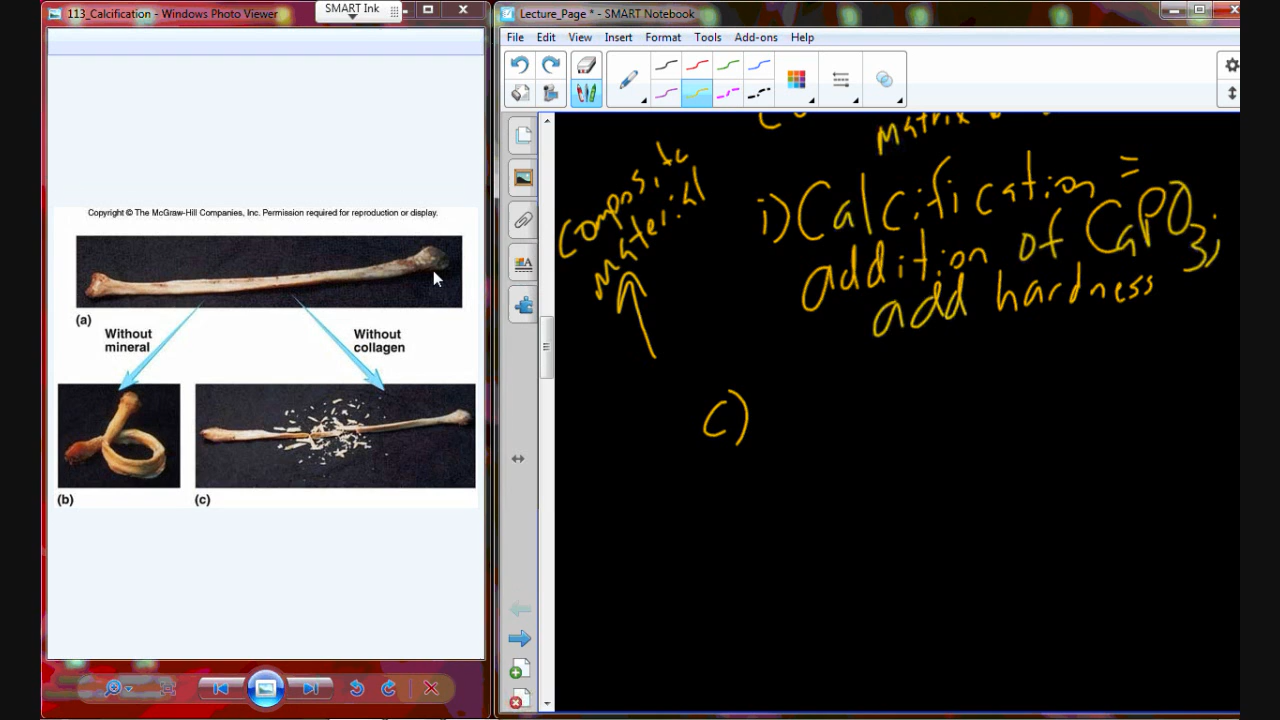 113_Calcification - Windows Photo Viewer
SMART Ink
Copyright © The McGraw-Hill Companies, Inc. Permission required for reproduction or display.
(a)
Without
mineral
Without
collagen
(b)
(c)
Lecture_Page * - SMART Notebook
File Edit View Insert Format Tools Add-ons Help
Matrix
Composite
Material
i) Calcification =
addition of CaPO3;
add hardness
C)